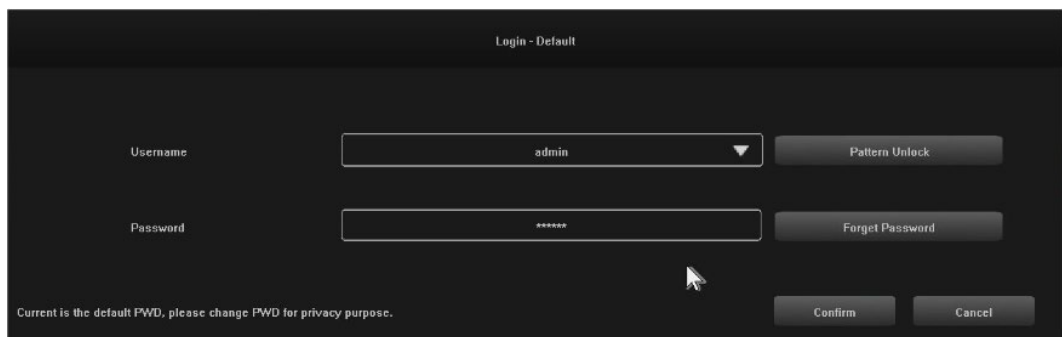 Login - Default
Username admin Pattern Unlock
Password ****** Forget Password
Current is the default PWD, please change PWD for privacy purpose. Confirm Cancel